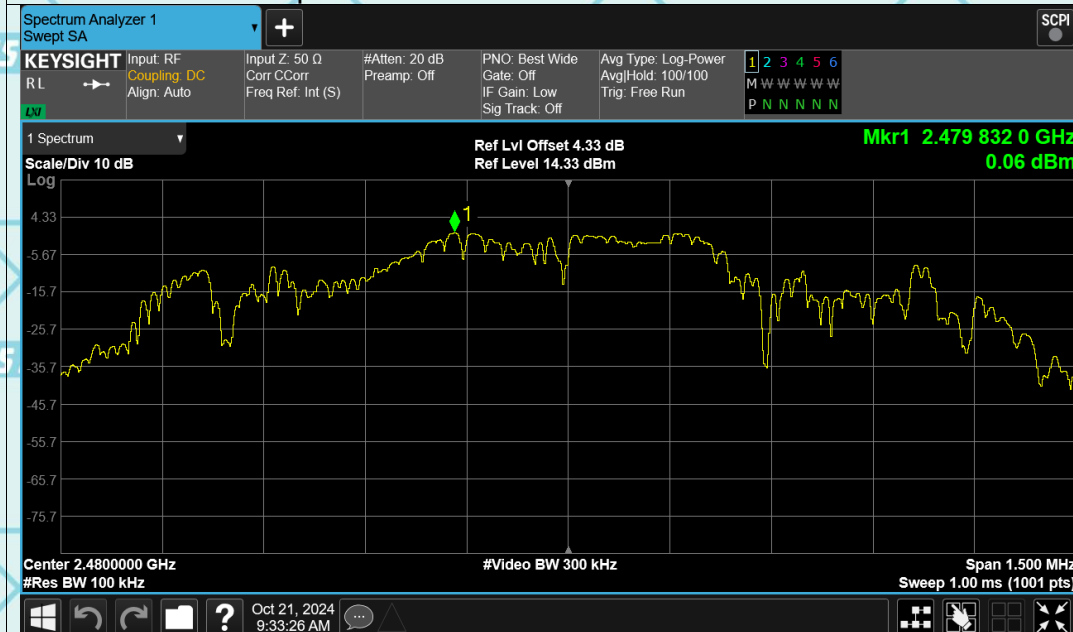 Spectrum Analyzer 1
Swept SA
+
SCPI
KEYSIGHT
RL
LXI
Input: RF
Coupling: DC
Align: Auto
Input Z: 50 Ω
Corr CCorr
Freq Ref: Int (S)
#Atten: 20 dB
Preamp: Off
PNO: Best Wide
Gate: Off
IF Gain: Low
Sig Track: Off
Avg Type: Log-Power
Avg|Hold: 100/100
Trig: Free Run
1 2 3 4 5 6
M W W W W W
P N N N N N
1 Spectrum
Scale/Div 10 dB
Log
Ref Lvl Offset 4.33 dB
Ref Level 14.33 dBm
Mkr1 2.479 832 0 GHz
0.06 dBm
1
4.33
-5.67
-15.7
-25.7
-35.7
-45.7
-55.7
-65.7
-75.7
Center 2.4800000 GHz
#Res BW 100 kHz
#Video BW 300 kHz
Span 1.500 MHz
Sweep 1.00 ms (1001 pts)
?
Oct 21, 2024
9:33:26 AM